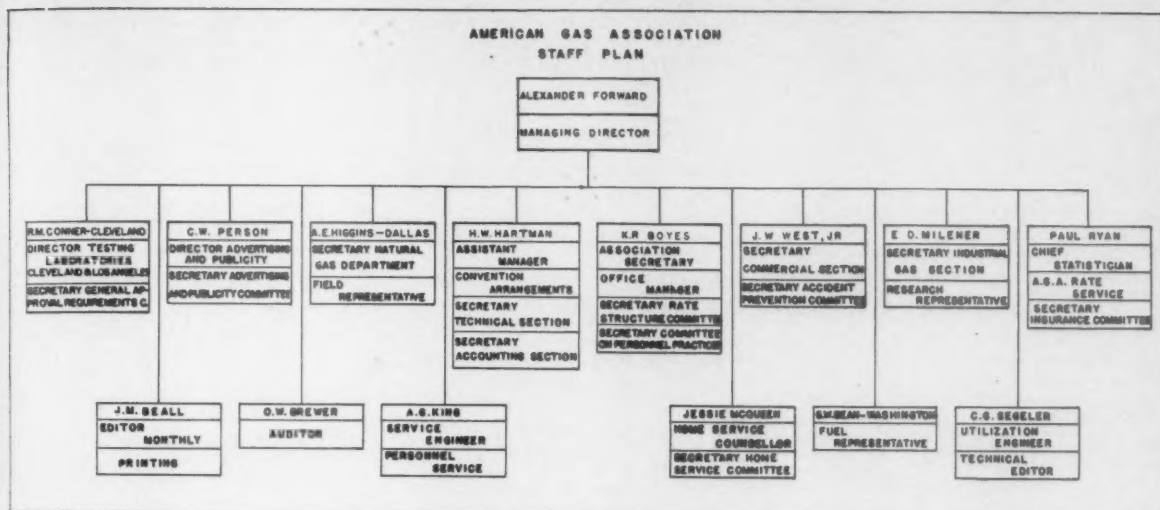 AMERICAN GAS ASSOCIATION
STAFF PLAN
ALEXANDER FORWARD
MANAGING DIRECTOR
R.M. CONNER-CLEVELAND
DIRECTOR TESTING
LABORATORIES
CLEVELAND & LOS ANGELES
SECRETARY GENERAL AP-
PROVAL REQUIREMENTS C.
C.W. PERSON
DIRECTOR ADVERTISING
AND PUBLICITY
SECRETARY ADVERTISING
AND PUBLICITY COMMITTEE
A.E. HIGGINS-DALLAS
SECRETARY NATURAL
GAS DEPARTMENT
FIELD
REPRESENTATIVE
H.W. HARTMAN
ASSISTANT
MANAGER
CONVENTION
ARRANGEMENTS
SECRETARY
TECHNICAL SECTION
SECRETARY
ACCOUNTING SECTION
K.R. BOYES
ASSOCIATION
SECRETARY
OFFICE
MANAGER
SECRETARY RATE
STRUCTURE COMMITTEE
SECRETARY COMMITTEE
ON PERSONNEL PRACTICES
J.W. WEST, JR
SECRETARY
COMMERCIAL SECTION
SECRETARY ACCIDENT
PREVENTION COMMITTEE
E. D. MILENER
SECRETARY INDUSTRIAL
GAS SECTION
RESEARCH
REPRESENTATIVE
PAUL RYAN
CHIEF
STATISTICIAN
A.G.A. RATE
SERVICE
SECRETARY
INSURANCE COMMITTEE
J.M. BEALL
EDITOR
MONTHLY
PRINTING
O.W. BREWER
AUDITOR
A.G. KING
SERVICE
ENGINEER
PERSONNEL
SERVICE
JESSIE MCQUEEN
HOME SERVICE
COUNSELLOR
SECRETARY HOME
SERVICE COMMITTEE
G.W. BEAN-WASHINGTON
FUEL
REPRESENTATIVE
C.G. SEGELER
UTILIZATION
ENGINEER
TECHNICAL
EDITOR